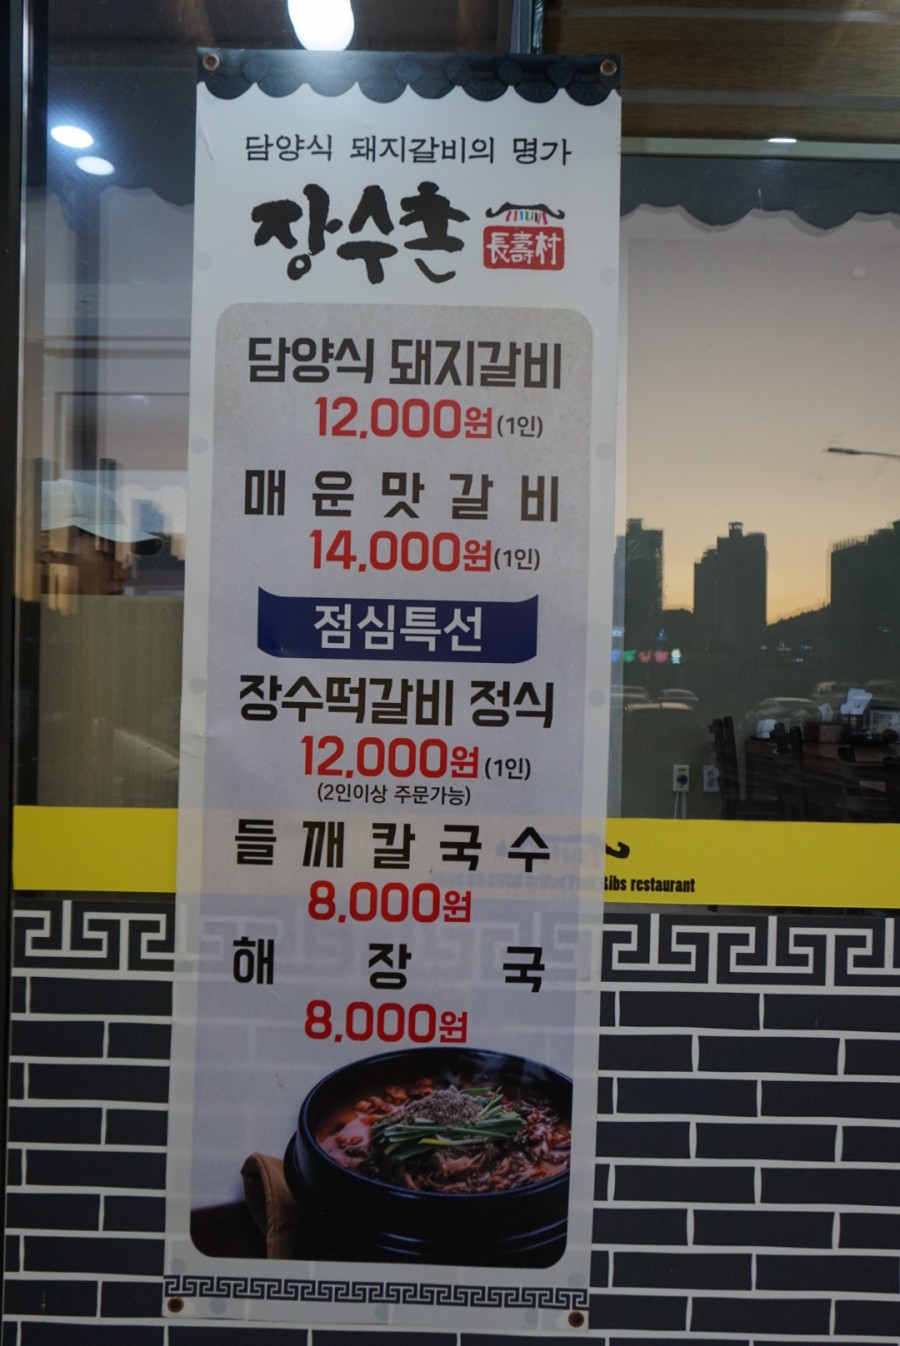 담양식 돼지갈비의 명가
장수촌
長壽村
담양식 돼지갈비
12,000원(1인)
매운맛갈비
14,000원(1인)
점심특선
장수떡갈비 정식
12,000원(1인)
(2인이상 주문가능)
들깨칼국수
8,000원
Ribs restaurant
해장국
8,000원